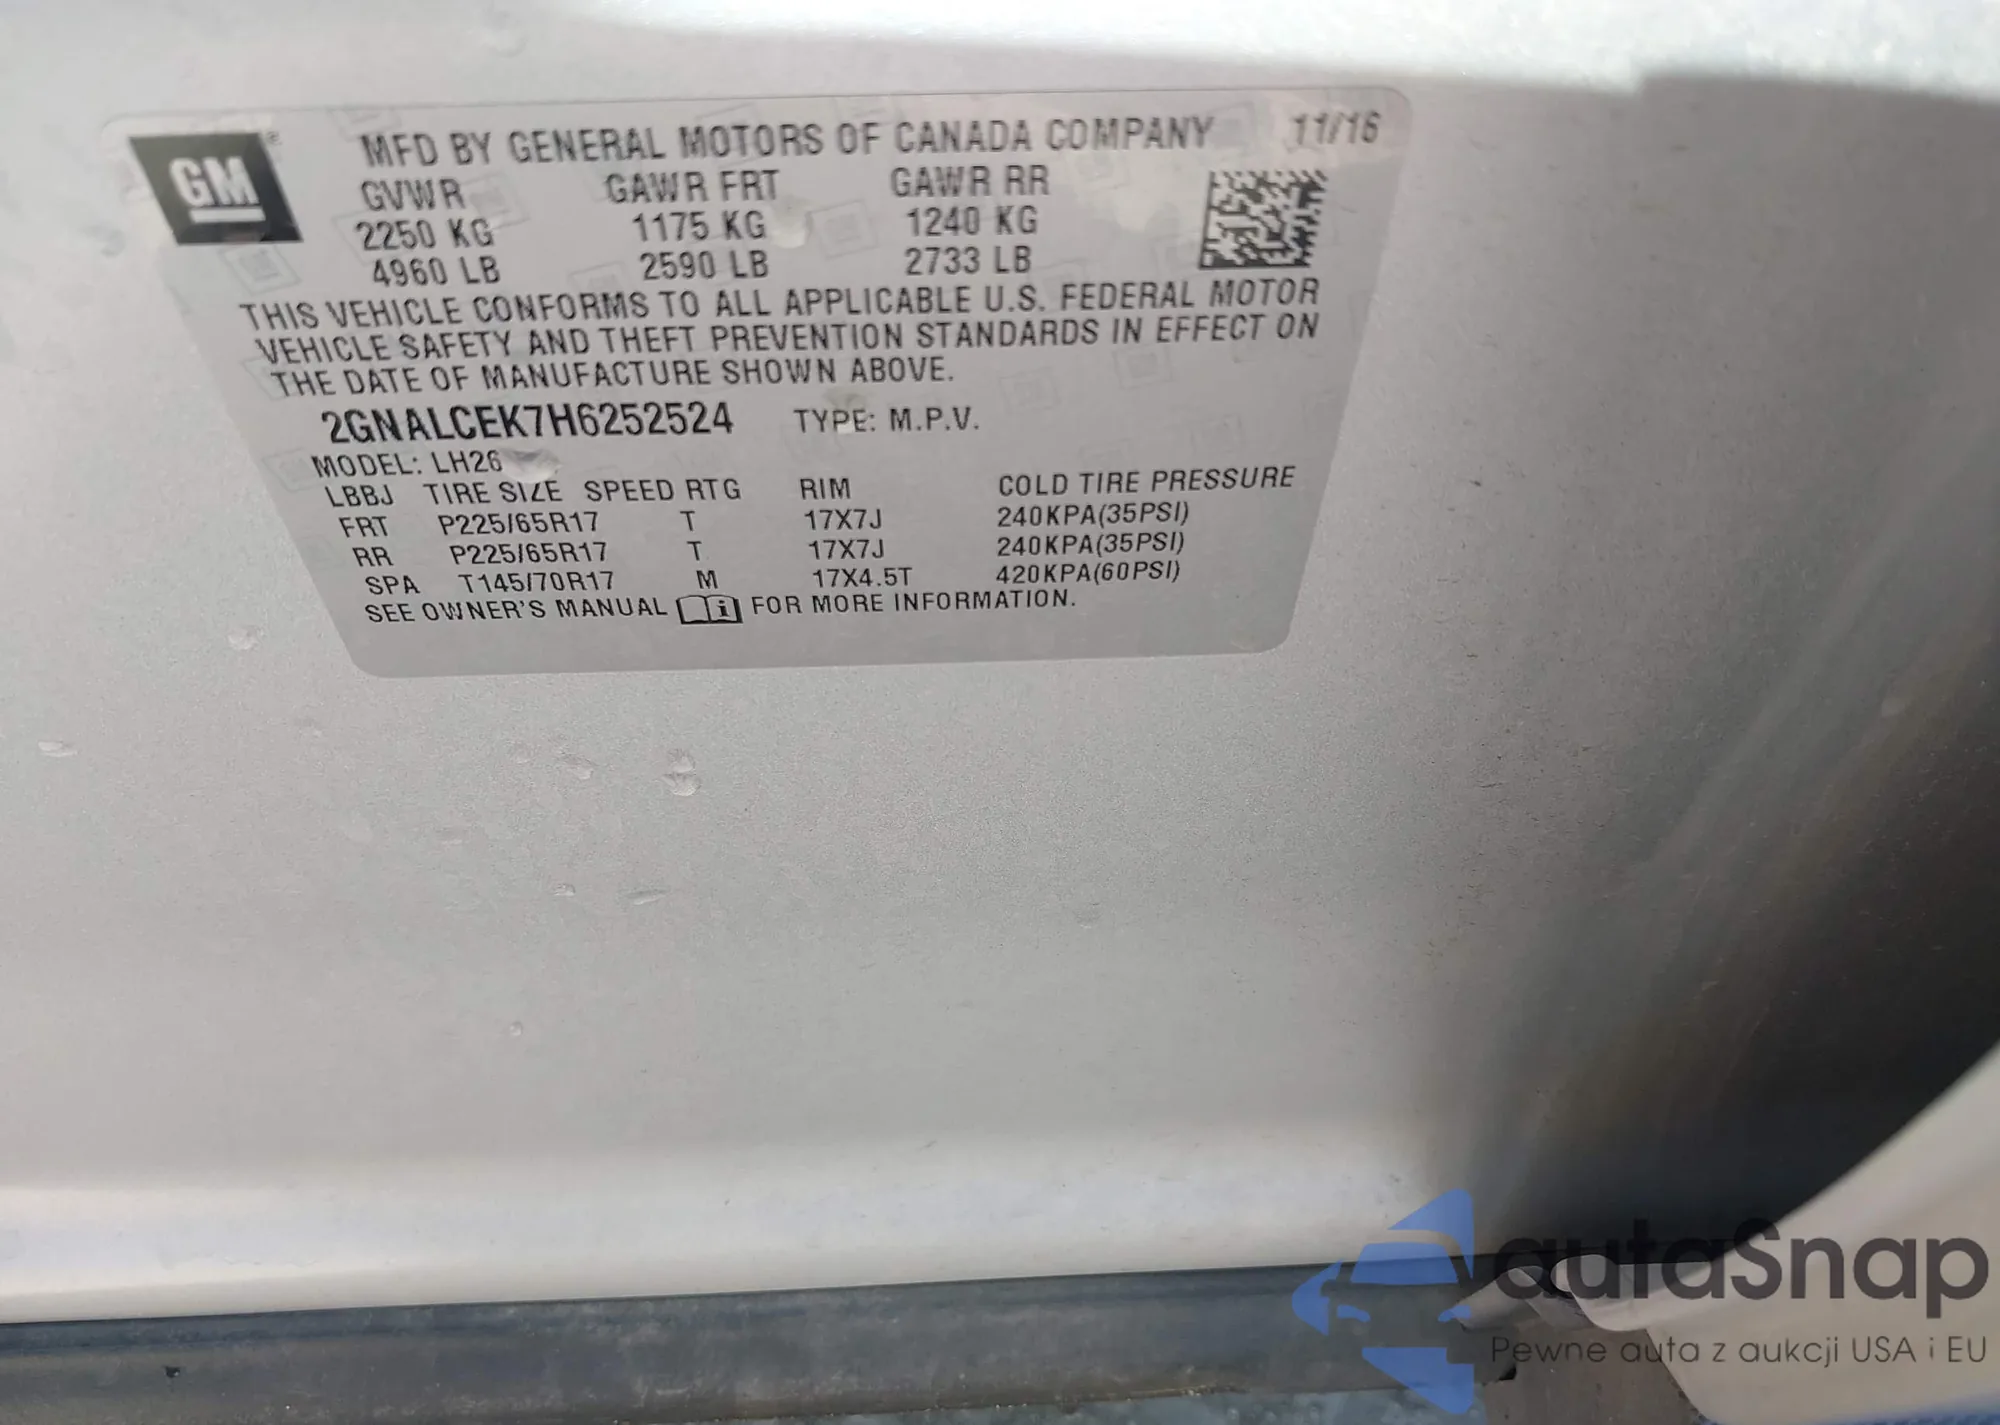 GM
MFD BY GENERAL MOTORS OF CANADA COMPANY 11/16
GVWR GAWR FRT GAWR RR
2250 KG 1175 KG 1240 KG
4960 LB 2590 LB 2733 LB
THIS VEHICLE CONFORMS TO ALL APPLICABLE U.S. FEDERAL MOTOR
VEHICLE SAFETY AND THEFT PREVENTION STANDARDS IN EFFECT ON
THE DATE OF MANUFACTURE SHOWN ABOVE.
2GNALCEK7H6252524 TYPE: M.P.V.
MODEL: LH26
LBBJ TIRE SIZE SPEED RTG RIM COLD TIRE PRESSURE
FRT P225/65R17 T 17X7J 240KPA(35PSI)
RR P225/65R17 T 17X7J 240KPA(35PSI)
SPA T145/70R17 M 17X4.5T 420KPA(60PSI)
SEE OWNER'S MANUAL FOR MORE INFORMATION.
autaSnap
Pewne auta z aukcji USA i EU